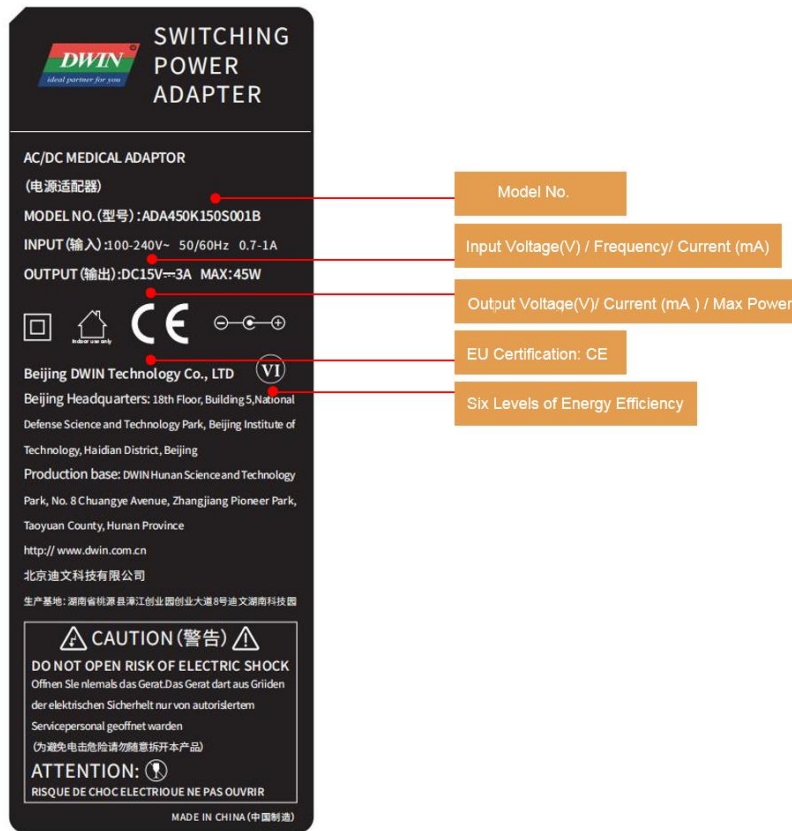 DWIN
ideal partner for you
SWITCHING
POWER
ADAPTER
AC/DC MEDICAL ADAPTOR
(电源适配器)
MODEL NO.(型号):ADA450K150S001B
INPUT(输入):100-240V~ 50/60Hz 0.7-1A
OUTPUT(输出):DC15V⎓3A MAX:45W
Indoor use only
CE
Beijing DWIN Technology Co., LTD
VI
Beijing Headquarters: 18th Floor, Building 5,National
Defense Science and Technology Park, Beijing Institute of
Technology, Haidian District, Beijing
Production base: DWIN Hunan Science and Technology
Park, No. 8 Chuangye Avenue, Zhangjiang Pioneer Park,
Taoyuan County, Hunan Province
http:// www.dwin.com.cn
北京迪文科技有限公司
生产基地:湖南省桃源县漳江创业园创业大道8号迪文湖南科技园
CAUTION(警告)
DO NOT OPEN RISK OF ELECTRIC SHOCK
Offnen Sle nlemals das Gerat.Das Gerat dart aus Griiden
der elektrischen Sicherhelt nur von autorislertem
Servicepersonal geoffnet warden
(为避免电击危险请勿随意拆开本产品)
ATTENTION:
RISQUE DE CHOC ELECTRIOUE NE PAS OUVRIR
MADE IN CHINA(中国制造)
Model No.
Input Voltage(V) / Frequency/ Current (mA)
Output Voltage(V)/ Current (mA ) / Max Power
EU Certification: CE
Six Levels of Energy Efficiency